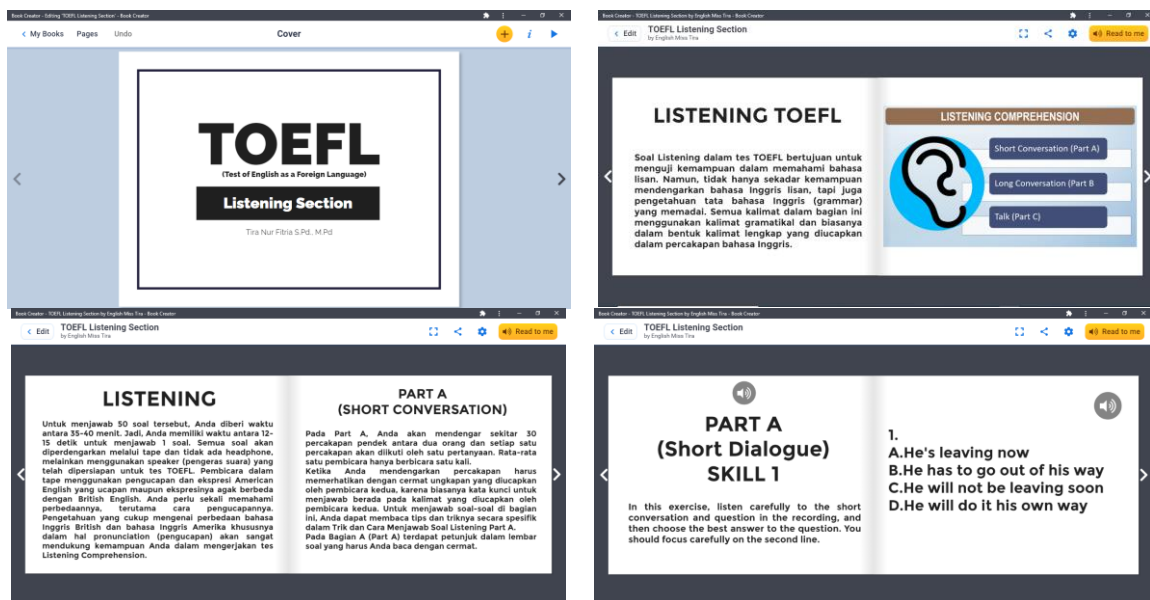 Book Creator - Editing 'TOEFL Listening Section' - Book Creator
My Books Pages Undo
Cover
TOEFL
(Test of English as a Foreign Language)
Listening Section
Tira Nur Fitria S.Pd., M.Pd
Book Creator - TOEFL Listening Section by English Miss Tira - Book Creator
Edit
TOEFL Listening Section
by English Miss Tira
Read to me
LISTENING TOEFL
Soal Listening dalam tes TOEFL bertujuan untuk
menguji kemampuan dalam memahami bahasa
lisan. Namun, tidak hanya sekadar kemampuan
mendengarkan bahasa Inggris lisan, tapi juga
pengetahuan tata bahasa Inggris (grammar)
yang memadai. Semua kalimat dalam bagian ini
menggunakan kalimat gramatikal dan biasanya
dalam bentuk kalimat lengkap yang diucapkan
dalam percakapan bahasa Inggris.
LISTENING COMPREHENSION
Short Conversation (Part A)
Long Conversation (Part B
Talk (Part C)
Book Creator - TOEFL Listening Section by English Miss Tira - Book Creator
Edit
TOEFL Listening Section
by English Miss Tira
Read to me
LISTENING
Untuk menjawab 50 soal tersebut, Anda diberi waktu
antara 35-40 menit. Jadi, Anda memiliki waktu antara 12-
15 detik untuk menjawab 1 soal. Semua soal akan
diperdengarkan melalui tape dan tidak ada headphone,
melainkan menggunakan speaker (pengeras suara) yang
telah dipersiapan untuk tes TOEFL. Pembicara dalam
tape menggunakan pengucapan dan ekspresi American
English yang ucapan maupun ekspresinya agak berbeda
dengan British English. Anda perlu sekali memahami
perbedaannya, terutama cara pengucapannya.
Pengetahuan yang cukup mengenai perbedaan bahasa
Inggris British dan bahasa Inggris Amerika khususnya
dalam hal pronunciation (pengucapan) akan sangat
mendukung kemampuan Anda dalam mengerjakan tes
Listening Comprehension.
PART A
(SHORT CONVERSATION)
Pada Part A, Anda akan mendengar sekitar 30
percakapan pendek antara dua orang dan setiap satu
percakapan akan diikuti oleh satu pertanyaan. Rata-rata
satu pembicara hanya berbicara satu kali.
Ketika Anda mendengarkan percakapan harus
memerhatikan dengan cermat ungkapan yang diucapkan
oleh pembicara kedua, karena biasanya kata kunci untuk
menjawab berada pada kalimat yang diucapkan oleh
pembicara kedua. Untuk menjawab soal-soal di bagian
ini, Anda dapat membaca tips dan triknya secara spesifik
dalam Trik dan Cara Menjawab Soal Listening Part A.
Pada Bagian A (Part A) terdapat petunjuk dalam lembar
soal yang harus Anda baca dengan cermat.
Book Creator - TOEFL Listening Section by English Miss Tira - Book Creator
Edit
TOEFL Listening Section
by English Miss Tira
Read to me
PART A
(Short Dialogue)
SKILL 1
In this exercise, listen carefully to the short
conversation and question in the recording, and
then choose the best answer to the question. You
should focus carefully on the second line.
1.
A.He's leaving now
B.He has to go out of his way
C.He will not be leaving soon
D.He will do it his own way